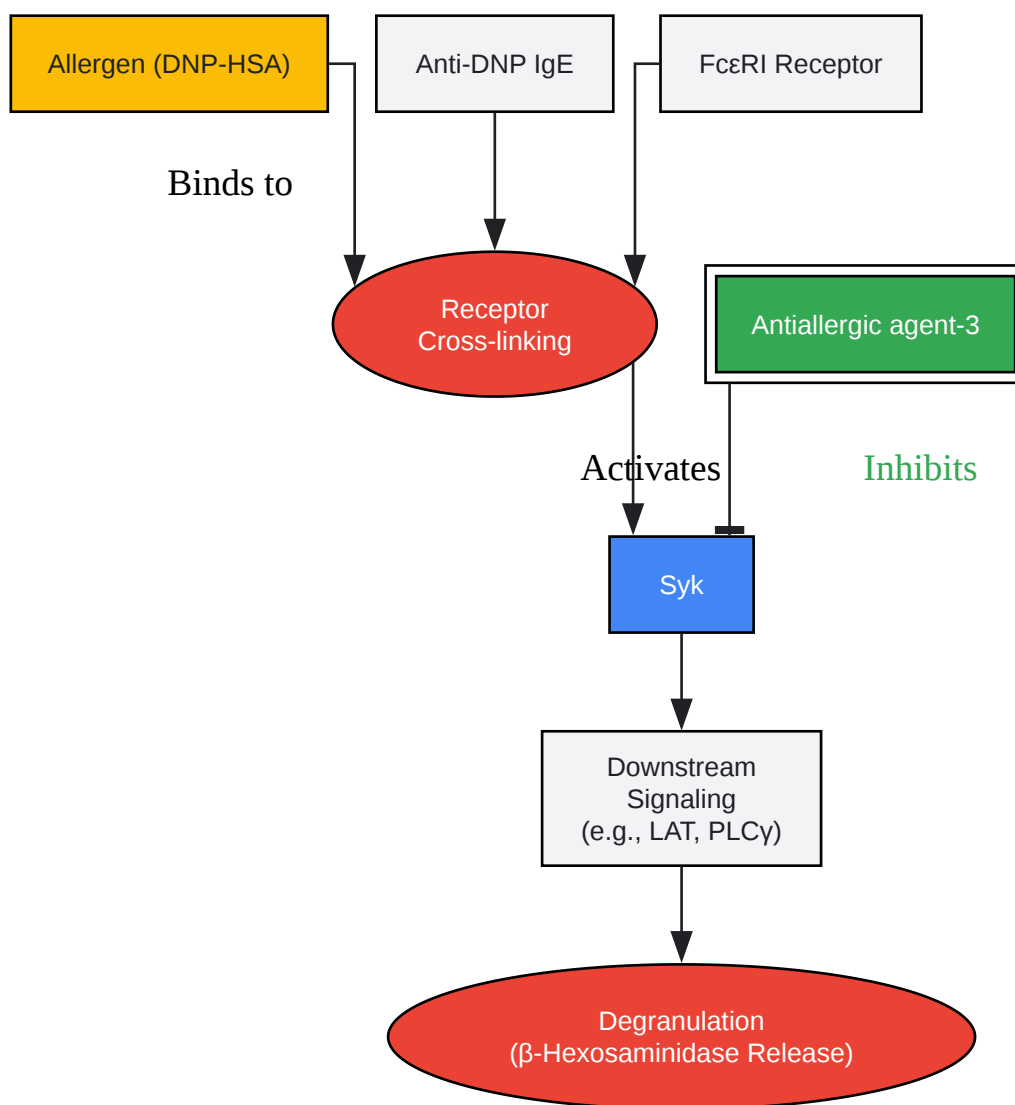 Allergen (DNP-HSA)
Anti-DNP IgE
FcεRI Receptor
Binds to
Receptor
Cross-linking
Antiallergic agent-3
Activates
Inhibits
Syk
Downstream
Signaling
(e.g., LAT, PLCγ)
Degranulation
(β-Hexosaminidase Release)